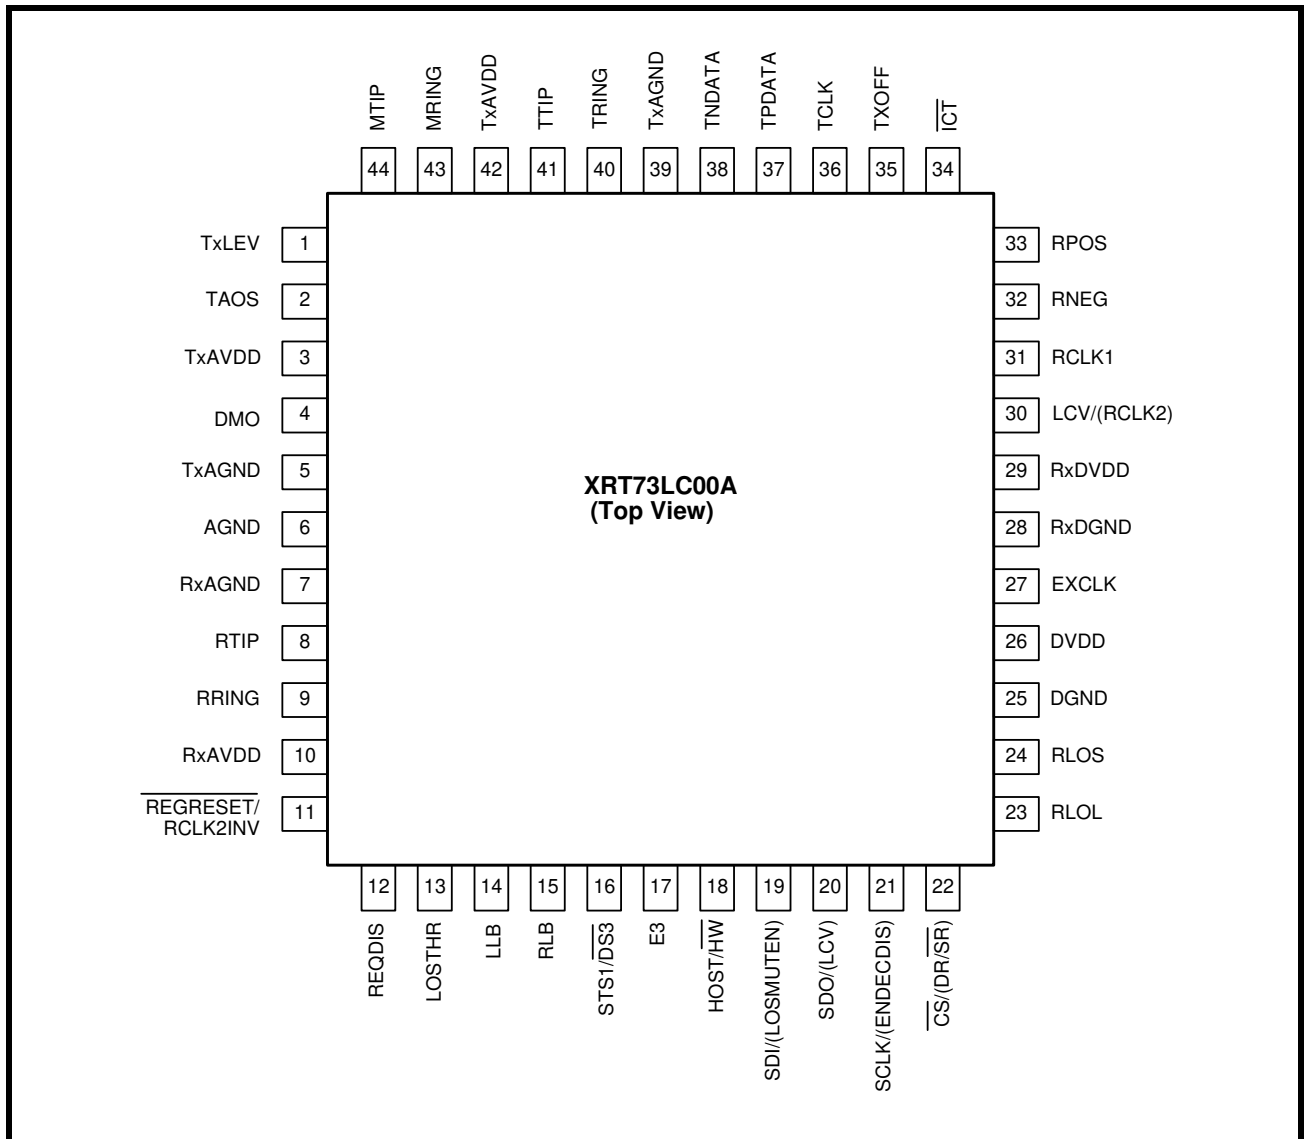 MTIP
MRING
TxAVDD
TTIP
TRING
TxAGND
TNDATA
TPDATA
TCLK
TXOFF
ICT
44 43 42 41 40 39 38 37 36 35 34
TxLEV 1
TAOS 2
TxAVDD 3
DMO 4
TxAGND 5
AGND 6
RxAGND 7
RTIP 8
RRING 9
RxAVDD 10
REGRESET/
RCLK2INV
11
XRT73LC00A
(Top View)
33 RPOS
32 RNEG
31 RCLK1
30 LCV/(RCLK2)
29 RxDVDD
28 RxDGND
27 EXCLK
26 DVDD
25 DGND
24 RLOS
23 RLOL
12 13 14 15 16 17 18 19 20 21 22
REQDIS
LOSTHR
LLB
RLB
STS1/DS3
E3
HOST/HW
SDI/(LOSMUTEN)
SDO/(LCV)
SCLK/(ENDECDIS)
CS/(DR/SR)